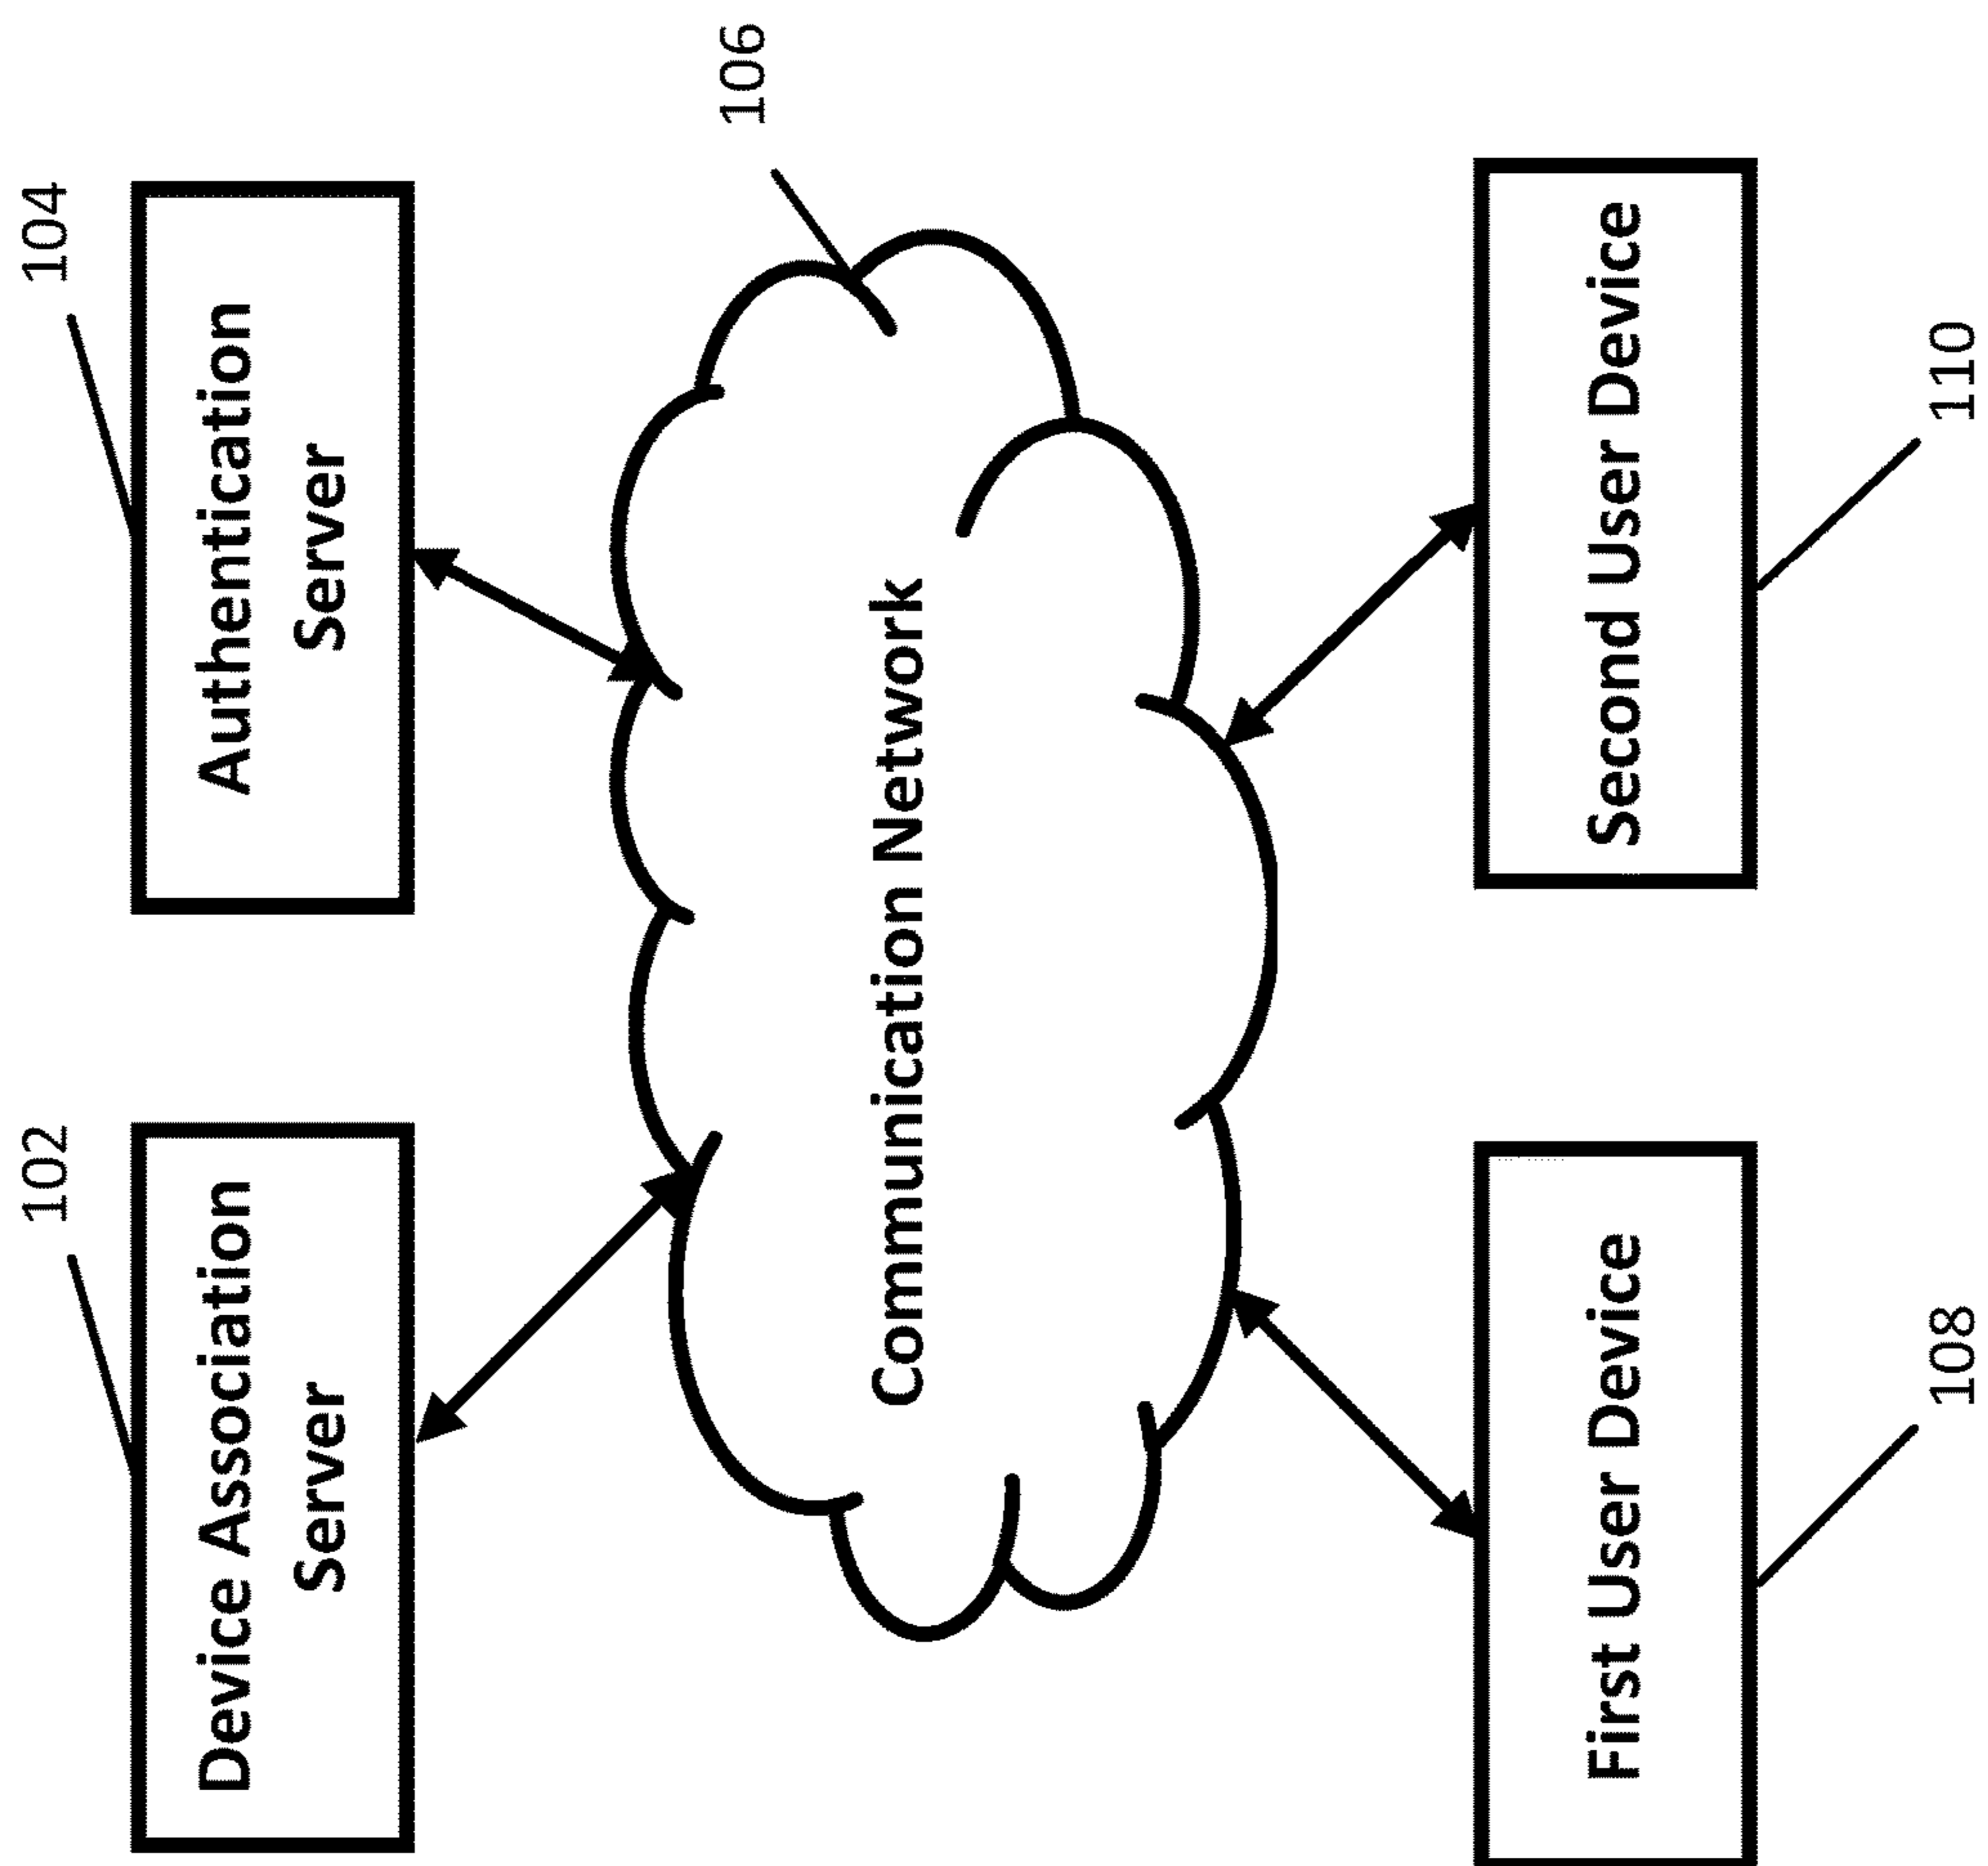 102
104
Device Association
Server
Authentication
Server
106
Communication Network
First User Device
Second User Device
108
110